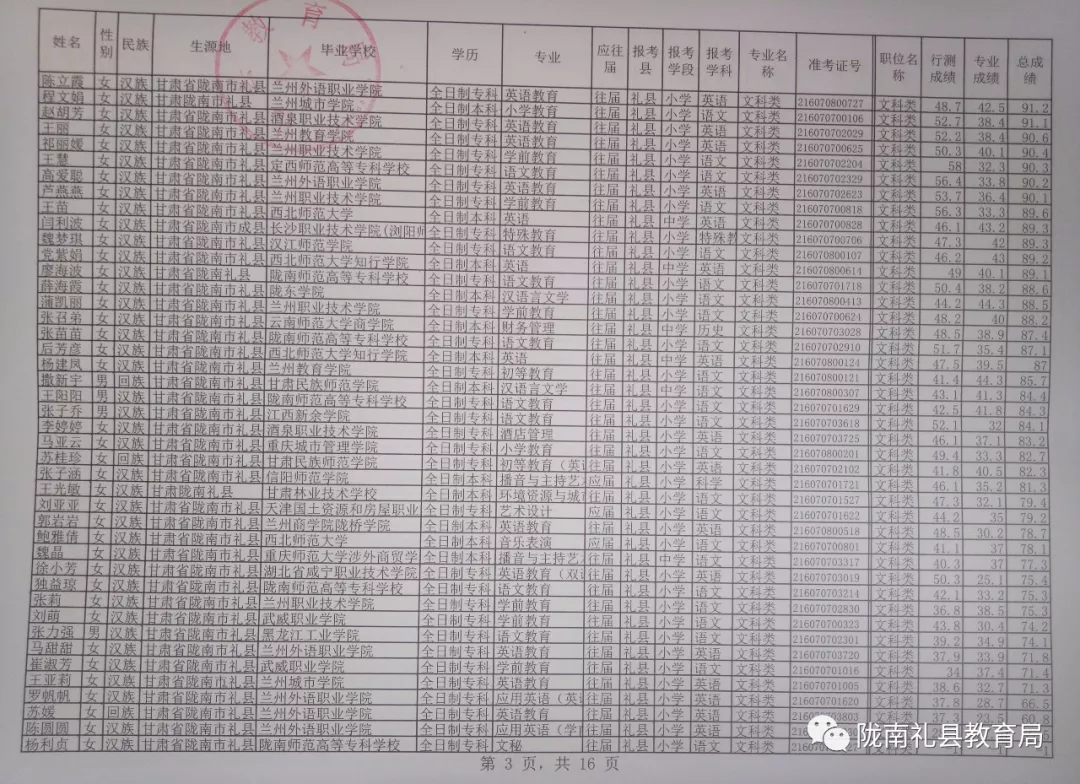 姓名 性别 民族 生源地 毕业学校 学历 专业 应往届 报考县 报考学段 报考学科 专业名称 准考证号 职位名称 行测成绩 专业成绩 总成绩
陈立霞 女 汉族 甘肃省陇南市礼县 兰州外语职业学院 全日制专科 英语教育 往届 礼县 小学 英语 文科类 216070800727 文科类 48.7 42.5 91.2
程文娟 女 汉族 甘肃省陇南市礼县 兰州城市学院 全日制专科 小学教育 往届 礼县 小学 语文 文科类 216070700106 文科类 52.7 38.4 91.1
赵胡芳 女 汉族 甘肃省陇南市礼县 酒泉职业技术学院 全日制专科 英语教育 往届 礼县 小学 英语 文科类 216070702029 文科类 52.2 38.4 90.6
王丽 女 汉族 甘肃省陇南市礼县 兰州教育学院 全日制专科 英语教育 往届 礼县 小学 英语 文科类 216070700625 文科类 50.3 40.1 90.4
祁丽媛 女 汉族 甘肃省陇南市礼县 兰州职业技术学院 全日制专科 学前教育 往届 礼县 小学 语文 文科类 216070702204 文科类 58 32.3 90.3
王慧 女 汉族 甘肃省陇南市礼县 定西师范高等专科学校 全日制专科 语文教育 往届 礼县 小学 语文 文科类 216070702329 文科类 56.4 33.8 90.2
高爱聪 女 汉族 甘肃省陇南市礼县 兰州外语职业学院 全日制专科 英语教育 往届 礼县 小学 英语 文科类 216070702623 文科类 53.7 36.4 90.1
芦燕燕 女 汉族 甘肃省陇南市礼县 兰州职业技术学院 全日制专科 学前教育 往届 礼县 小学 语文 文科类 216070700818 文科类 56.3 33.3 89.6
王苗 女 汉族 甘肃省陇南市礼县 西北师范大学 全日制本科 英语 往届 礼县 中学 英语 文科类 216070800828 文科类 46.1 43.2 89.3
闫利波 女 汉族 甘肃省陇南市成县 长沙职业技术学院(浏阳师 全日制专科 特殊教育 往届 礼县 小学 特殊教 文科类 216070700706 文科类 47.3 42 89.3
魏梦琪 女 汉族 甘肃省陇南市礼县 汉江师范学院 全日制专科 语文教育 往届 礼县 小学 语文 文科类 216070800107 文科类 46.2 43 89.2
党紫娟 女 汉族 甘肃省陇南市礼县 西北师范大学知行学院 全日制本科 英语 往届 礼县 中学 英语 文科类 216070800614 文科类 49 40.1 89.1
廖海波 女 汉族 甘肃省陇南礼县 陇南师范高等专科学校 全日制专科 语文教育 往届 礼县 小学 语文 文科类 216070701718 文科类 50.4 38.2 88.6
薛海霞 女 汉族 甘肃省陇南市礼县 陇东学院 全日制本科 汉语言文学 往届 礼县 小学 语文 文科类 216070800413 文科类 44.2 44.3 88.5
蒲凯丽 女 汉族 甘肃省陇南市礼县 兰州职业技术学院 全日制专科 学前教育 往届 礼县 小学 语文 文科类 216070700624 文科类 48.2 40 88.2
张召弟 女 汉族 甘肃省陇南市礼县 云南师范大学商学院 全日制本科 财务管理 往届 礼县 中学 历史 文科类 216070703028 文科类 48.5 38.9 87.4
张苗苗 女 汉族 甘肃省陇南市礼县 陇南师范高等专科学校 全日制专科 语文教育 往届 礼县 小学 语文 文科类 216070702910 文科类 51.7 35.4 87.1
后芳彦 女 汉族 甘肃省陇南市礼县 西北师范大学知行学院 全日制本科 英语 往届 礼县 中学 英语 文科类 216070800124 文科类 47.5 39.5 87
杨建凤 女 汉族 甘肃省陇南市礼县 兰州教育学院 全日制专科 初等教育 往届 礼县 小学 语文 文科类 216070800121 文科类 41.4 44.3 85.7
撒新宇 男 回族 甘肃省陇南市礼县 甘肃民族师范学院 全日制本科 汉语言文学 往届 礼县 中学 语文 文科类 216070800307 文科类 43.1 41.3 84.4
王阳阳 男 汉族 甘肃省陇南市礼县 陇南师范高等专科学校 全日制专科 语文教育 往届 礼县 小学 语文 文科类 216070701629 文科类 42.5 41.8 84.3
张子乔 男 汉族 甘肃省陇南市礼县 江西新余学院 全日制专科 语文教育 往届 礼县 小学 语文 文科类 216070703618 文科类 52.1 32 84.1
李婷婷 女 汉族 甘肃省陇南市礼县 酒泉职业技术学院 全日制专科 酒店管理 往届 礼县 小学 英语 文科类 216070703725 文科类 46.1 37.1 83.2
马亚云 女 汉族 甘肃省陇南市礼县 重庆城市管理学院 全日制专科 小学教育 往届 礼县 小学 语文 文科类 216070800201 文科类 49.4 33.3 82.7
苏桂珍 女 回族 甘肃省陇南市礼县 甘肃民族师范学院 全日制专科 初等教育（英语 往届 礼县 小学 英语 文科类 216070702102 文科类 41.8 40.5 82.3
张子涵 女 汉族 甘肃省陇南市礼县 信阳师范学院 全日制本科 播音与主持艺 应届 礼县 小学 科学 文科类 216070701721 文科类 46.1 35.2 81.3
王光敏 女 汉族 甘肃陇南礼县 甘肃林业技术学校 全日制专科 环境资源与城 往届 礼县 小学 语文 文科类 216070701527 文科类 47.3 32.1 79.4
刘亚亚 女 汉族 甘肃省陇南市礼县 天津国土资源和房屋职业 全日制专科 艺术设计 应届 礼县 小学 语文 文科类 216070701622 文科类 44.2 35 79.2
郭岩岩 女 汉族 甘肃省陇南市礼县 兰州商学院陇桥学院 全日制本科 英语教育 往届 礼县 小学 英语 文科类 216070800518 文科类 48.5 30.2 78.7
鲍雅倩 女 汉族 甘肃省陇南市礼县 西北师范大学 全日制本科 音乐表演 应届 礼县 小学 语文 文科类 216070700801 文科类 41.1 37 78.1
魏晶 女 汉族 甘肃省陇南市礼县 重庆师范大学涉外商贸学 全日制本科 播音与主持艺 往届 礼县 中学 语文 文科类 216070703317 文科类 40.3 37 77.3
徐小芳 女 汉族 甘肃省陇南市礼县 湖北省咸宁职业技术学院 全日制专科 英语教育（双语 往届 礼县 小学 英语 文科类 216070703019 文科类 50.3 25.1 75.4
独益琼 女 汉族 甘肃省陇南市礼县 陇南师范高等专科学校 全日制专科 语文教育 往届 礼县 小学 语文 文科类 216070703214 文科类 42.1 33.2 75.3
张莉 女 汉族 甘肃省陇南市礼县 兰州职业技术学院 全日制专科 学前教育 往届 礼县 小学 语文 文科类 216070702830 文科类 36.8 38.5 75.3
刘萌 女 汉族 甘肃省陇南市礼县 武威职业学院 全日制专科 学前教育 往届 礼县 小学 语文 文科类 216070700323 文科类 43.8 30.4 74.2
张力强 男 汉族 甘肃省陇南市礼县 黑龙江工业学院 全日制专科 语文教育 往届 礼县 小学 语文 文科类 216070702301 文科类 39.2 34.9 74.1
马甜甜 女 汉族 甘肃省陇南市礼县 兰州外语职业学院 全日制专科 英语教育 往届 礼县 小学 英语 文科类 216070703720 文科类 37.9 33.9 71.8
崔淑芳 女 汉族 甘肃省陇南市礼县 武威职业学院 全日制专科 学前教育 往届 礼县 小学 语文 文科类 216070701016 文科类 34 37.4 71.4
王亚莉 女 汉族 甘肃省陇南市礼县 兰州城市学院 全日制专科 英语教育 往届 礼县 小学 英语 文科类 216070701005 文科类 38.6 32.7 71.3
罗帆帆 女 汉族 甘肃省陇南市礼县 兰州外语职业学院 全日制专科 应用英语（英语 往届 礼县 小学 英语 文科类 216070701620 文科类 37.8 28.7 66.5
苏媛 女 回族 甘肃省陇南市礼县 兰州外语职业学院 全日制专科 英语教育 往届 礼县 小学 英语 文科类 文科类 60.8
陈圆圆 女 汉族 甘肃省陇南市礼县 兰州外语职业学院 全日制专科 应用英语（学前 往届 礼县 小学 语文 文科类
杨利贞 女 汉族 甘肃省陇南市礼县 陇南师范高等专科学校 全日制专科 文秘 往届 礼县 小学 语文 文科类
第 3 页，共 16 页
教育局
陇南礼县教育局